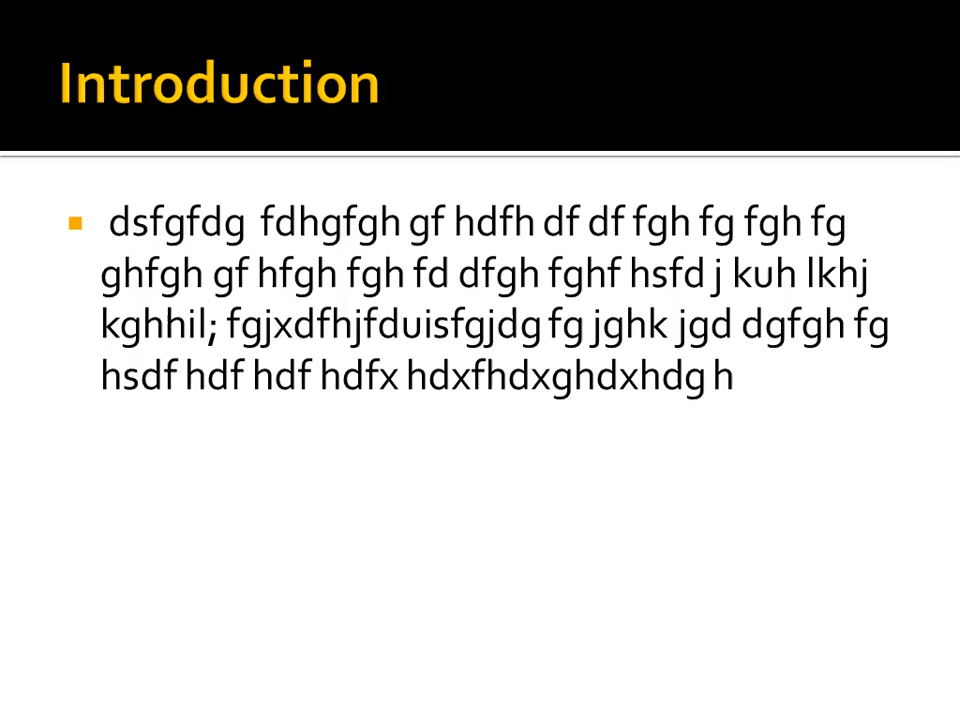 Introduction
dsfgfdg fdhgfgh gf hdfh df df fgh fg fgh fg
ghfgh gf hfgh fgh fd dfgh fghf hsfd j kuh lkhj
kghhil; fgjxdfhjfduisfgjdg fg jghk jgd dgfgh fg
hsdf hdf hdf hdfx hdxfhdxghdxhdg h